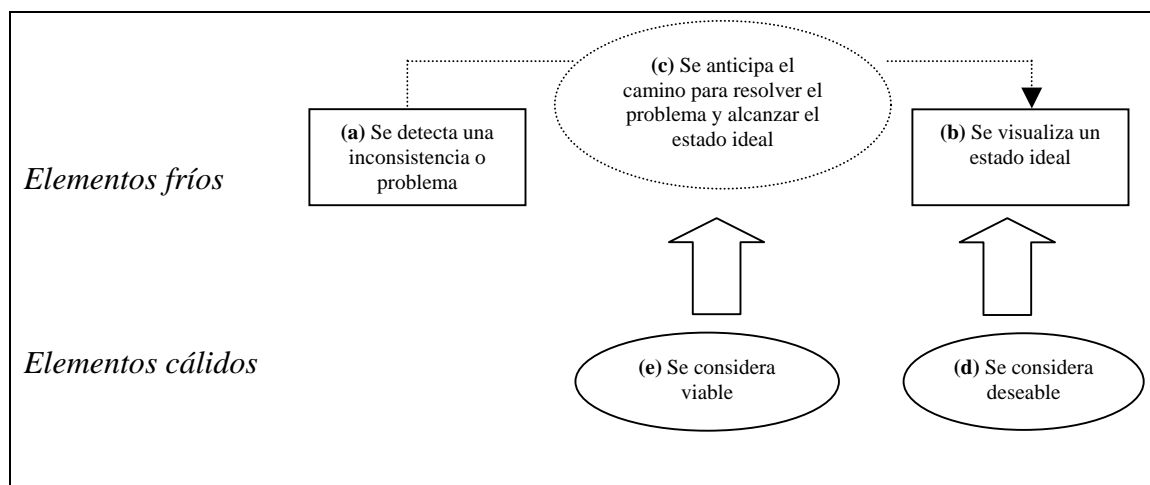 (c) Se anticipa el
camino para resolver el
problema y alcanzar el
estado ideal
(a) Se detecta una
inconsistencia o
problema
(b) Se visualiza un
estado ideal
Elementos fríos
Elementos cálidos
(e) Se considera
viable
(d) Se considera
deseable